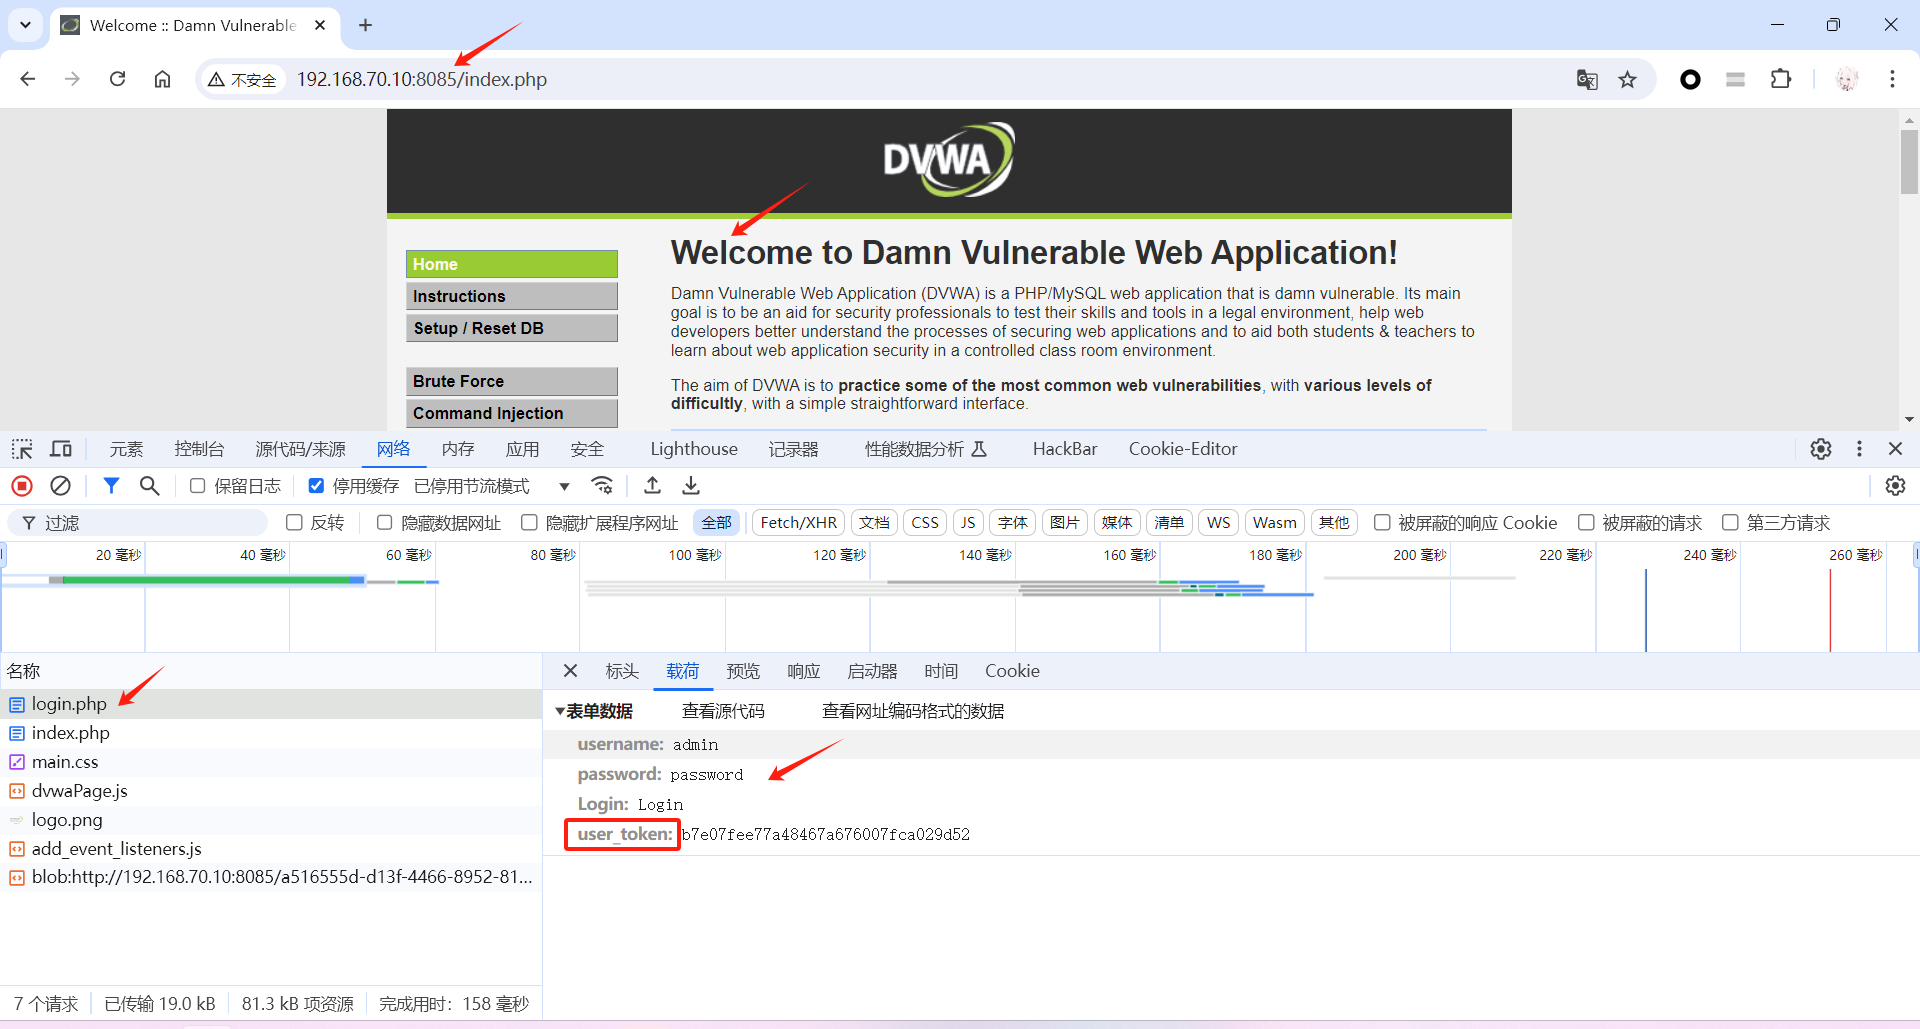 Welcome :: Damn Vulnerable
不安全 192.168.70.10:8085/index.php
DVWA
Home
Instructions
Setup / Reset DB
Brute Force
Command Injection
Welcome to Damn Vulnerable Web Application!
Damn Vulnerable Web Application (DVWA) is a PHP/MySQL web application that is damn vulnerable. Its main
goal is to be an aid for security professionals to test their skills and tools in a legal environment, help web
developers better understand the processes of securing web applications and to aid both students & teachers to
learn about web application security in a controlled class room environment.
The aim of DVWA is to practice some of the most common web vulnerabilities, with various levels of
difficultly, with a simple straightforward interface.
元素 控制台 源代码/来源 网络 内存 应用 安全 Lighthouse 记录器 性能数据分析 HackBar Cookie-Editor
保留日志 停用缓存 已停用节流模式
过滤 反转 隐藏数据网址 隐藏扩展程序网址 全部 Fetch/XHR 文档 CSS JS 字体 图片 媒体 清单 WS Wasm 其他 被屏蔽的响应 Cookie 被屏蔽的请求 第三方请求
20 毫秒 40 毫秒 60 毫秒 80 毫秒 100 毫秒 120 毫秒 140 毫秒 160 毫秒 180 毫秒 200 毫秒 220 毫秒 240 毫秒 260 毫秒
名称
login.php
index.php
main.css
dvwaPage.js
logo.png
add_event_listeners.js
blob:http://192.168.70.10:8085/a516555d-d13f-4466-8952-81...
标头 载荷 预览 响应 启动器 时间 Cookie
表单数据 查看源代码 查看网址编码格式的数据
username: admin
password: password
Login: Login
user_token: b7e07fee77a48467a676007fca029d52
7 个请求 已传输 19.0 kB 81.3 kB 项资源 完成用时：158 毫秒